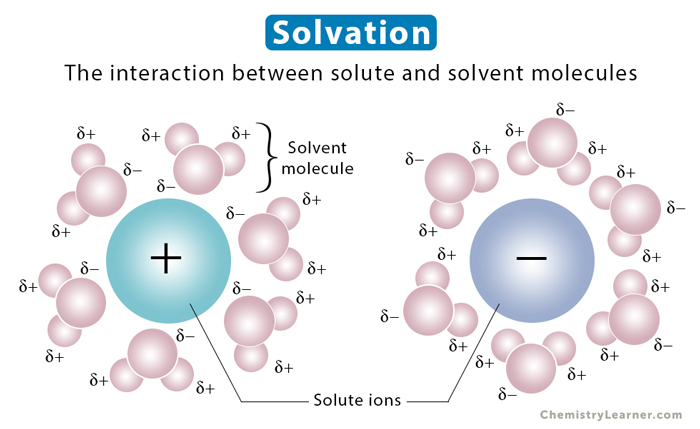 Solvation
The interaction between solute and solvent molecules
δ+
δ+
δ+
Solvent
molecule
δ−
δ−
δ+
δ−
δ+
δ+
δ−
δ+
δ−
δ+
δ−
δ+
δ+
δ−
δ+
δ+
δ+
+
δ−
δ+
δ+
δ−
δ+
δ+
δ−
δ+
δ+
δ−
δ+
δ+
δ−
δ+
δ+
δ−
δ+
δ+
δ−
−
Solute ions
ChemistryLearner.com